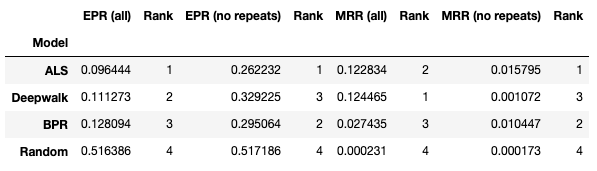 EPR (all) Rank EPR (no repeats) Rank MRR (all) Rank MRR (no repeats) Rank
Model
ALS 0.096444 1 0.262232 1 0.122834 2 0.015795 1
Deepwalk 0.111273 2 0.329225 3 0.124465 1 0.001072 3
BPR 0.128094 3 0.295064 2 0.027435 3 0.010447 2
Random 0.516386 4 0.517186 4 0.000231 4 0.000173 4